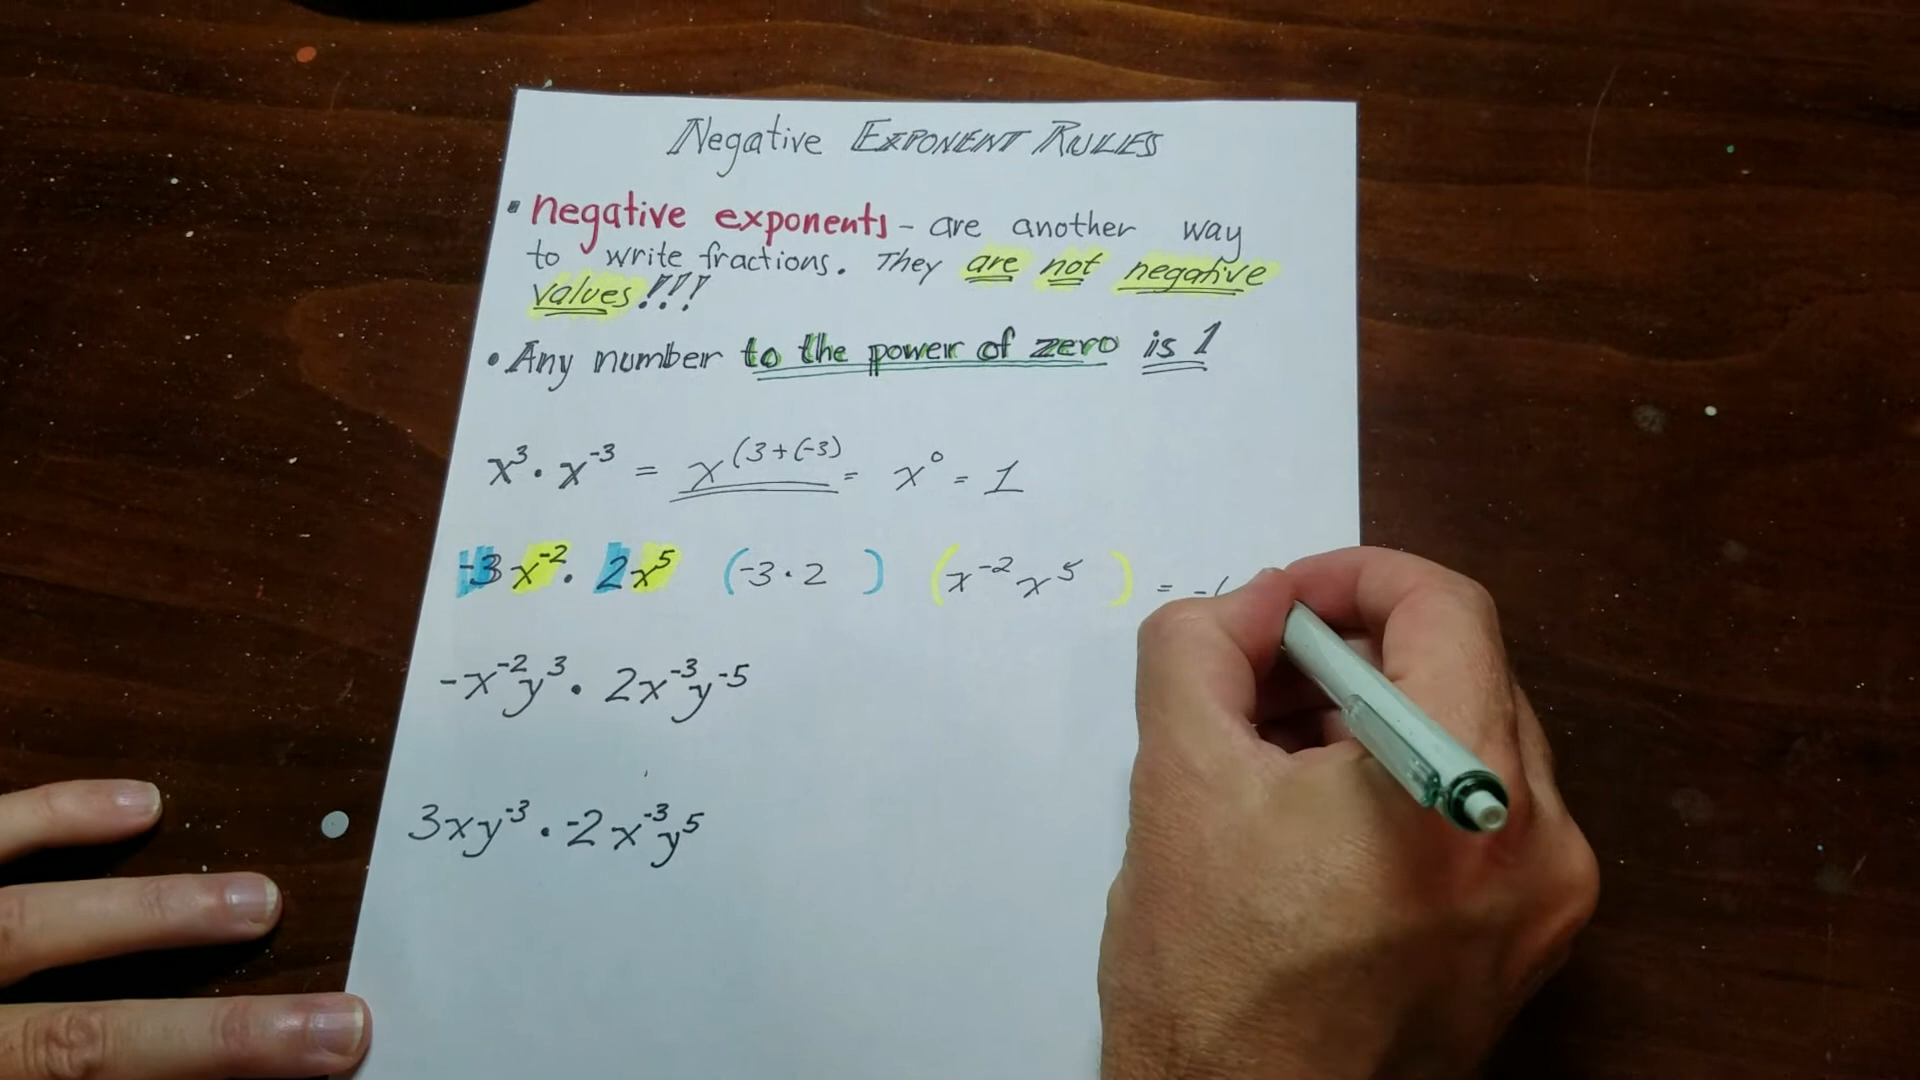 Negative EXPONENT RULES
• negative exponents - are another way
to write fractions. They are not negative
values!!!
• Any number to the power of zero is 1
x³ · x⁻³ = x⁽³⁺⁽⁻³⁾ = x⁰ = 1
-3x⁻² · 2x⁵ (-3 · 2 ) (x⁻² x⁵ ) = -
-x⁻²y³ · 2x⁻³y⁻⁵
3xy⁻³ · -2x⁻³y⁵